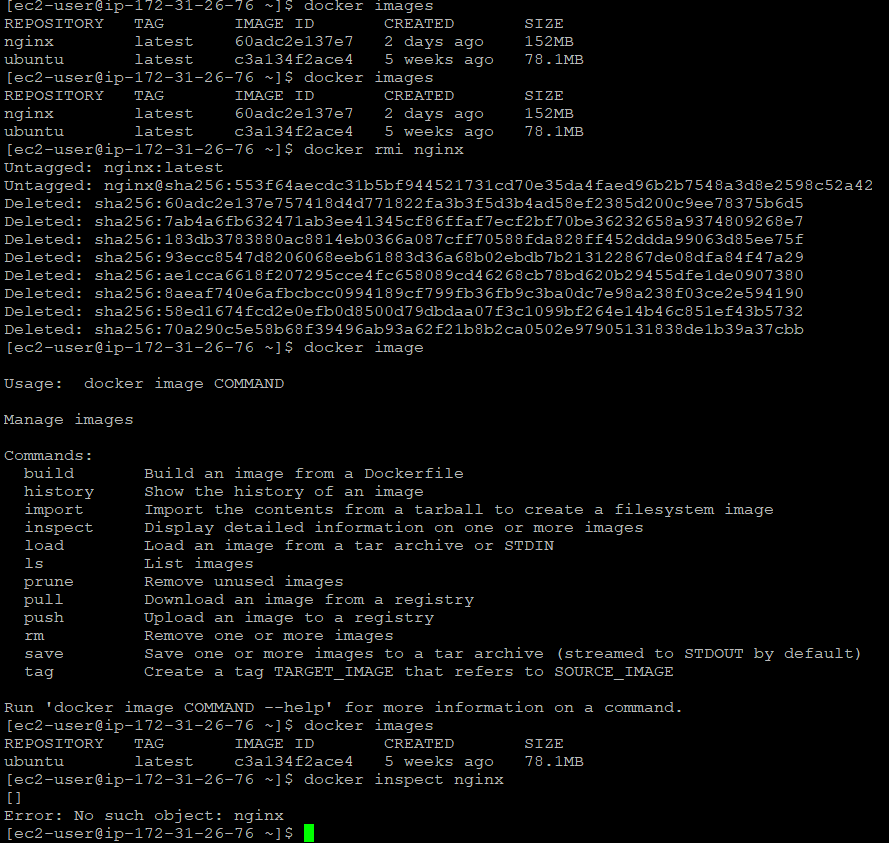 [ec2-user@ip-172-31-26-76 ~]$ docker images
REPOSITORY   TAG       IMAGE ID       CREATED       SIZE
nginx        latest    60adc2e137e7   2 days ago    152MB
ubuntu       latest    c3a134f2ace4   5 weeks ago   78.1MB
[ec2-user@ip-172-31-26-76 ~]$ docker images
REPOSITORY   TAG       IMAGE ID       CREATED       SIZE
nginx        latest    60adc2e137e7   2 days ago    152MB
ubuntu       latest    c3a134f2ace4   5 weeks ago   78.1MB
[ec2-user@ip-172-31-26-76 ~]$ docker rmi nginx
Untagged: nginx:latest
Untagged: nginx@sha256:553f64aecdc31b5bf944521731cd70e35da4faed96b2b7548a3d8e2598c52a42
Deleted: sha256:60adc2e137e757418d4d771822fa3b3f5d3b4ad58ef2385d200c9ee78375b6d5
Deleted: sha256:7ab4a6fb632471ab3ee41345cf86ffaf7ecf2bf70be36232658a9374809268e7
Deleted: sha256:183db3783880ac8814eb0366a087cff70588fda828ff452ddda99063d85ee75f
Deleted: sha256:93ecc8547d8206068eeb61883d36a68b02ebdb7b213122867de08dfa84f47a29
Deleted: sha256:ae1cca6618f207295cce4fc658089cd46268cb78bd620b29455dfe1de0907380
Deleted: sha256:8aeaf740e6afbcbcc0994189cf799fb36fb9c3ba0dc7e98a238f03ce2e594190
Deleted: sha256:58ed1674fcd2e0efb0d8500d79dbdaa07f3c1099bf264e14b46c851ef43b5732
Deleted: sha256:70a290c5e58b68f39496ab93a62f21b8b2ca0502e97905131838de1b39a37cbb
[ec2-user@ip-172-31-26-76 ~]$ docker image
Usage:  docker image COMMAND
Manage images
Commands:
  build       Build an image from a Dockerfile
  history     Show the history of an image
  import      Import the contents from a tarball to create a filesystem image
  inspect     Display detailed information on one or more images
  load        Load an image from a tar archive or STDIN
  ls          List images
  prune       Remove unused images
  pull        Download an image from a registry
  push        Upload an image to a registry
  rm          Remove one or more images
  save        Save one or more images to a tar archive (streamed to STDOUT by default)
  tag         Create a tag TARGET_IMAGE that refers to SOURCE_IMAGE
Run 'docker image COMMAND --help' for more information on a command.
[ec2-user@ip-172-31-26-76 ~]$ docker images
REPOSITORY   TAG       IMAGE ID       CREATED       SIZE
ubuntu       latest    c3a134f2ace4   5 weeks ago   78.1MB
[ec2-user@ip-172-31-26-76 ~]$ docker inspect nginx
[]
Error: No such object: nginx
[ec2-user@ip-172-31-26-76 ~]$